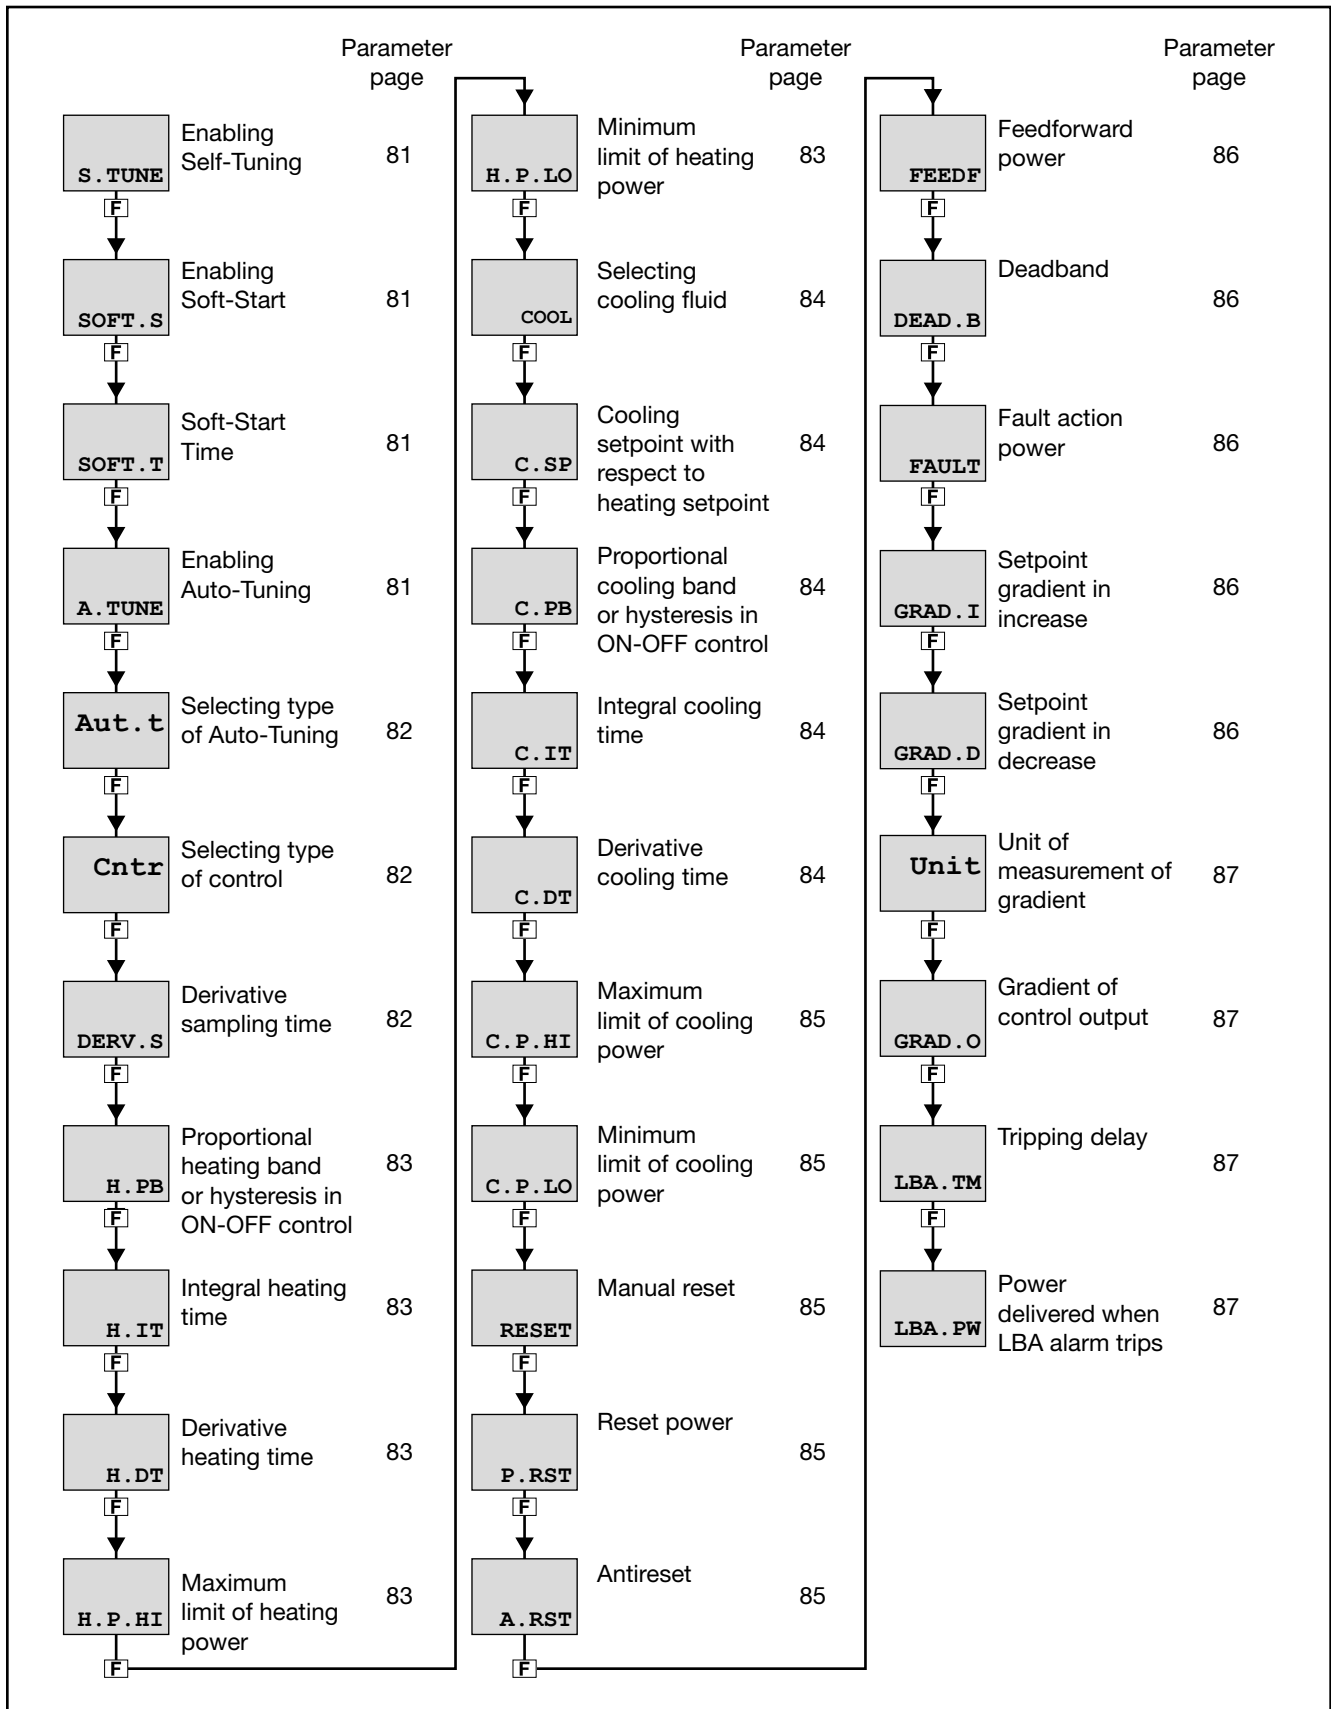 Parameter
page
S.TUNE
Enabling
Self-Tuning
81
F
SOFT.S
Enabling
Soft-Start
81
F
SOFT.T
Soft-Start
Time
81
F
A.TUNE
Enabling
Auto-Tuning
81
F
Aut.t
Selecting type
of Auto-Tuning
82
F
Cntr
Selecting type
of control
82
F
DERV.S
Derivative
sampling time
82
F
H.PB
Proportional
heating band
or hysteresis in
ON-OFF control
83
F
H.IT
Integral heating
time
83
F
H.DT
Derivative
heating time
83
F
H.P.HI
Maximum
limit of heating
power
83
F
Parameter
page
H.P.LO
Minimum
limit of heating
power
83
F
COOL
Selecting
cooling fluid
84
F
C.SP
Cooling
setpoint with
respect to
heating setpoint
84
F
C.PB
Proportional
cooling band
or hysteresis in
ON-OFF control
84
F
C.IT
Integral cooling
time
84
F
C.DT
Derivative
cooling time
84
F
C.P.HI
Maximum
limit of cooling
power
85
F
C.P.LO
Minimum
limit of cooling
power
85
F
RESET
Manual reset
85
F
P.RST
Reset power
85
F
A.RST
Antireset
85
F
Parameter
page
FEEDF
Feedforward
power
86
F
DEAD.B
Deadband
86
F
FAULT
Fault action
power
86
F
GRAD.I
Setpoint
gradient in
increase
86
F
GRAD.D
Setpoint
gradient in
decrease
86
F
Unit
Unit of
measurement of
gradient
87
F
GRAD.O
Gradient of
control output
87
F
LBA.TM
Tripping delay
87
F
LBA.PW
Power
delivered when
LBA alarm trips
87